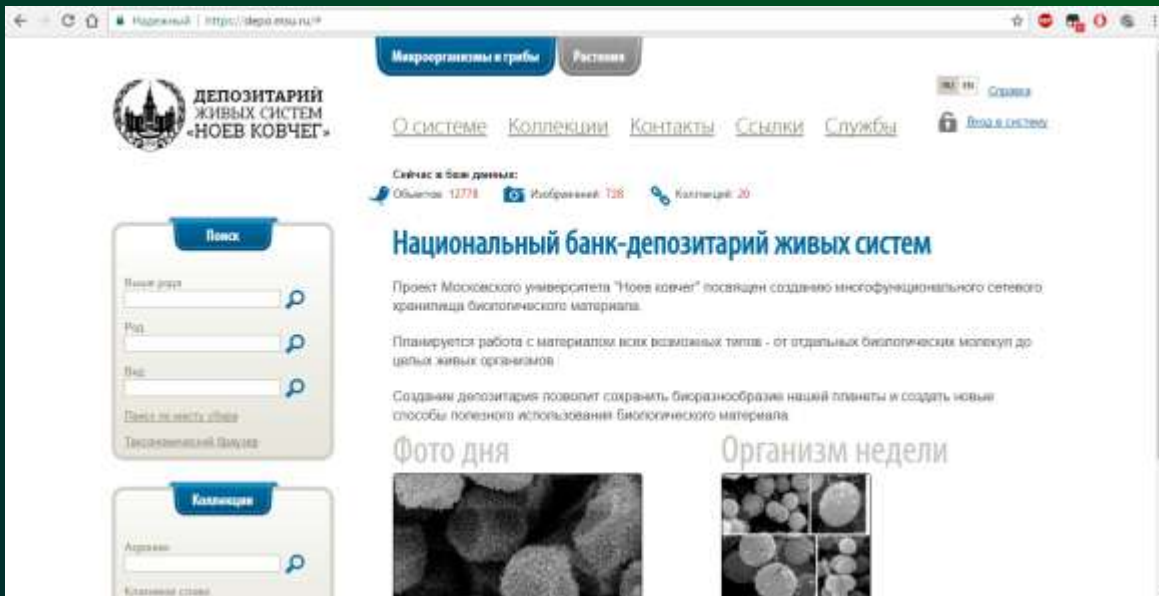 Надежный | https://depo.msu.ru/#
Микроорганизмы и грибы
Растения
ДЕПОЗИТАРИЙ
ЖИВЫХ СИСТЕМ
«НОЕВ КОВЧЕГ»
RU EN Справка
О системе Коллекции Контакты Ссылки Службы
Вход в систему
Сейчас в базе данных:
Объектов: 12778 Изображений: 728 Коллекций: 20
Поиск
Национальный банк-депозитарий живых систем
Выше рода
Проект Московского университета "Ноев ковчег" посвящен созданию многофункционального сетевого
хранилища биологического материала.
Род
Планируется работа с материалом всех возможных типов - от отдельных биологических молекул до
целых живых организмов
Вид
Создание депозитария позволит сохранить биоразнообразие нашей планеты и создать новые
способы полезного использования биологического материала
Поиск по месту сбора
Таксономический браузер
Фото дня
Организм недели
Коллекции
Акроним
Ключевое слово